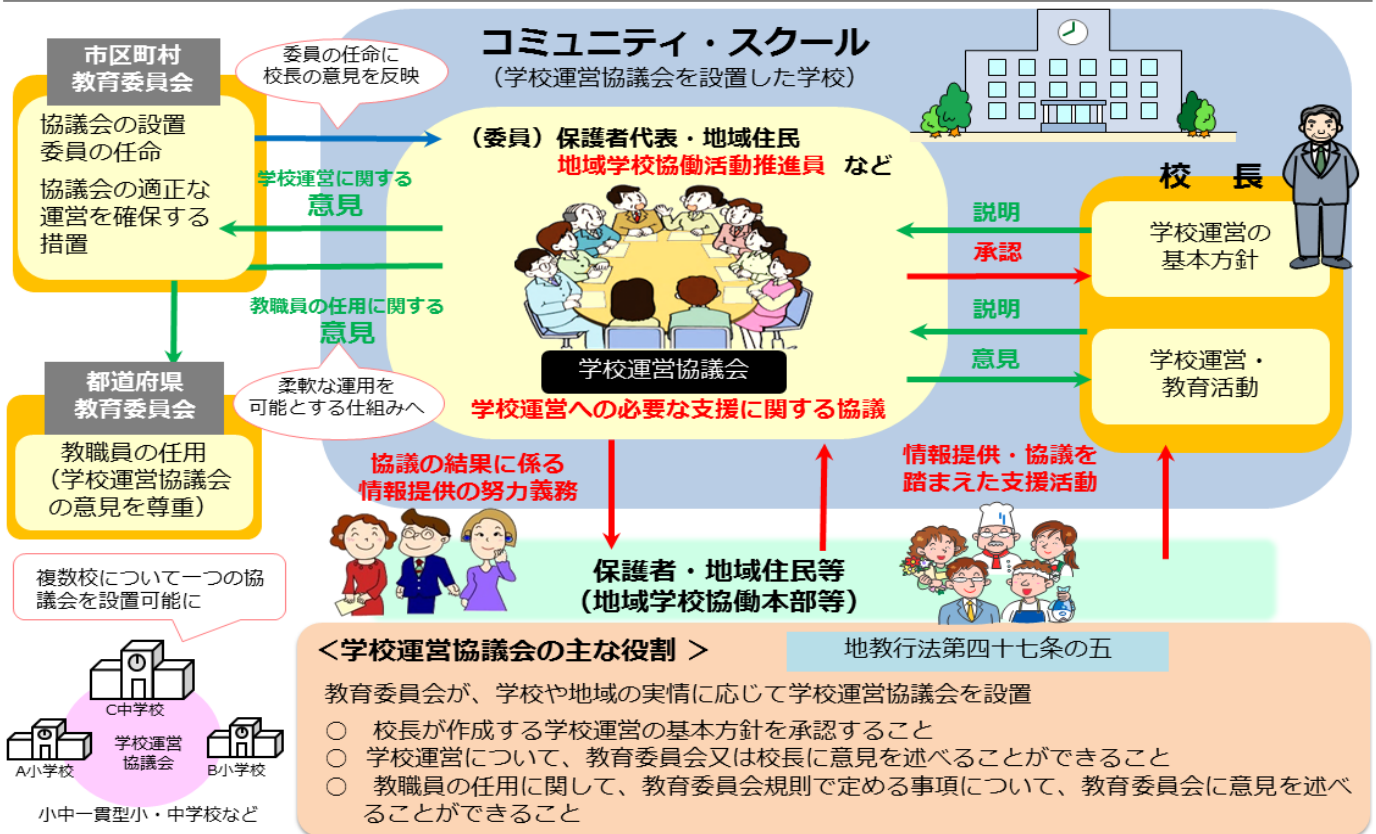 コミュニティ・スクール
（学校運営協議会を設置した学校）
市区町村
教育委員会
協議会の設置
委員の任命
協議会の適正な
運営を確保する
措置
委員の任命に
校長の意見を反映
学校運営に関する
意見
教職員の任用に関する
意見
柔軟な運用を
可能とする仕組みへ
都道府県
教育委員会
教職員の任用
（学校運営協議会
の意見を尊重）
（委員）保護者代表・地域住民
地域学校協働活動推進員 など
学校運営協議会
学校運営への必要な支援に関する協議
説明
承認
説明
意見
校 長
学校運営の
基本方針
学校運営・
教育活動
協議の結果に係る
情報提供の努力義務
情報提供・協議を
踏まえた支援活動
保護者・地域住民等
（地域学校協働本部等）
複数校について一つの協
議会を設置可能に
C中学校
A小学校
学校運営
協議会
B小学校
小中一貫型小・中学校など
＜学校運営協議会の主な役割 ＞
地教行法第四十七条の五
教育委員会が、学校や地域の実情に応じて学校運営協議会を設置
○ 校長が作成する学校運営の基本方針を承認すること
○ 学校運営について、教育委員会又は校長に意見を述べることができること
○ 教職員の任用に関して、教育委員会規則で定める事項について、教育委員会に意見を述べ
ることができること